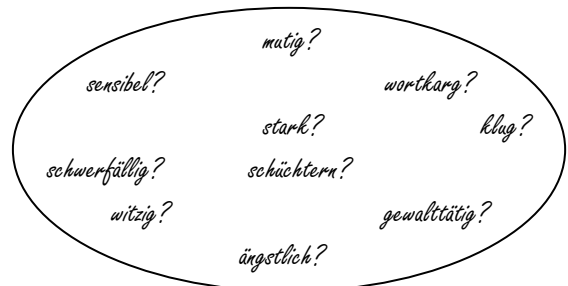 mutig?
sensibel? wortkarg?
stark? klug?
schwerfällig? schüchtern?
witzig? gewalttätig?
ängstlich?